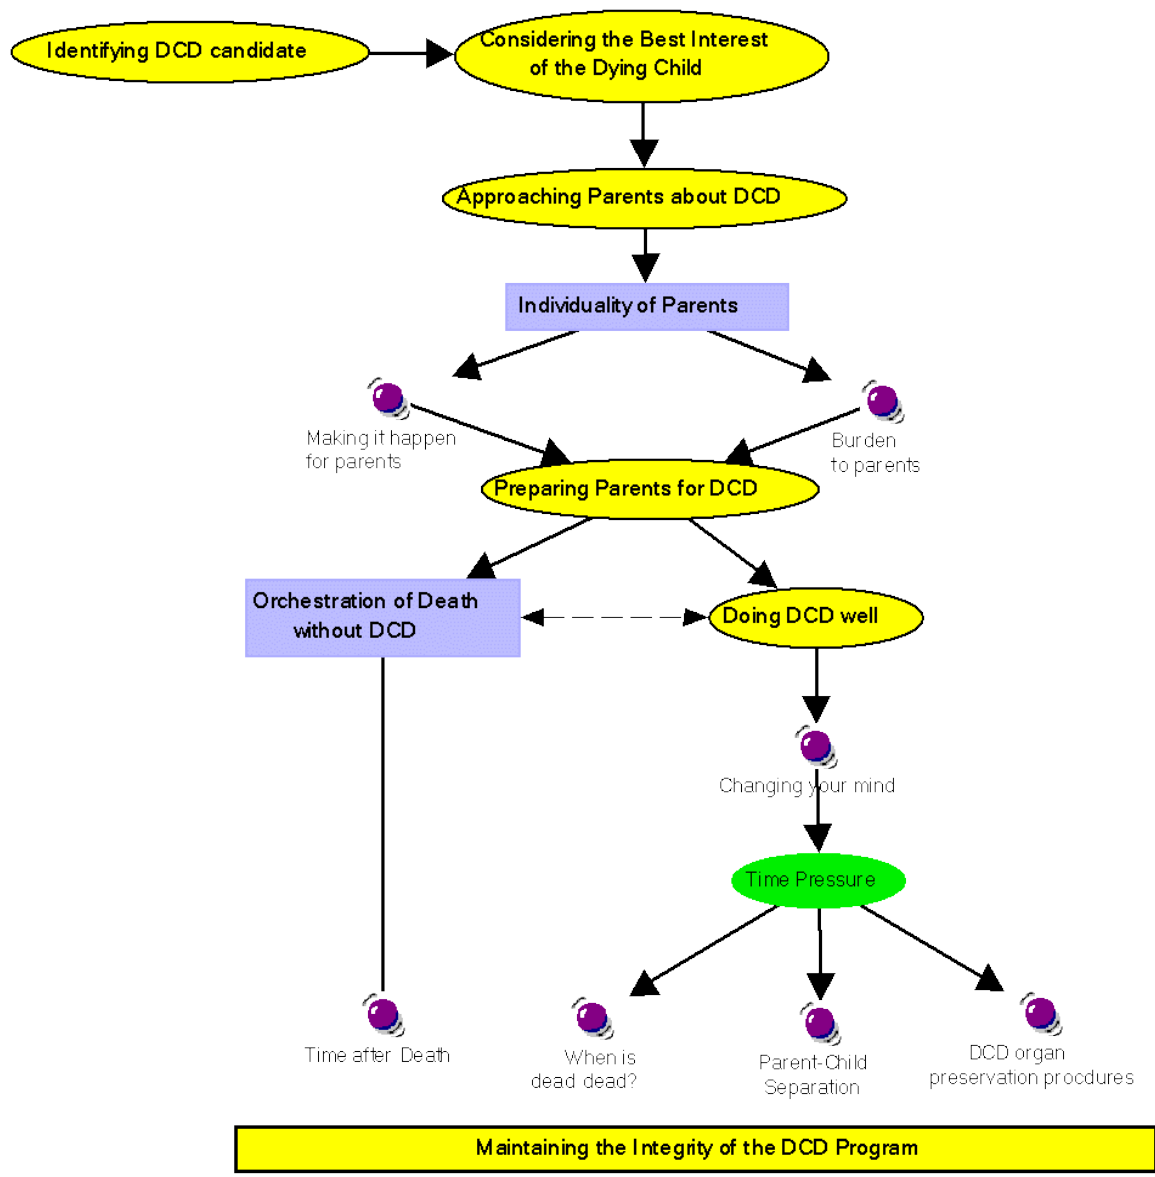 Identifying DCD candidate
Considering the Best Interest
of the Dying Child
Approaching Parents about DCD
Individuality of Parents
Making it happen
for parents
Burden
to parents
Preparing Parents for DCD
Orchestration of Death
without DCD
Doing DCD well
Changing your mind
Time Pressure
Time after Death
When is
dead dead?
Parent-Child
Separation
DCD organ
preservation procdures
Maintaining the Integrity of the DCD Program